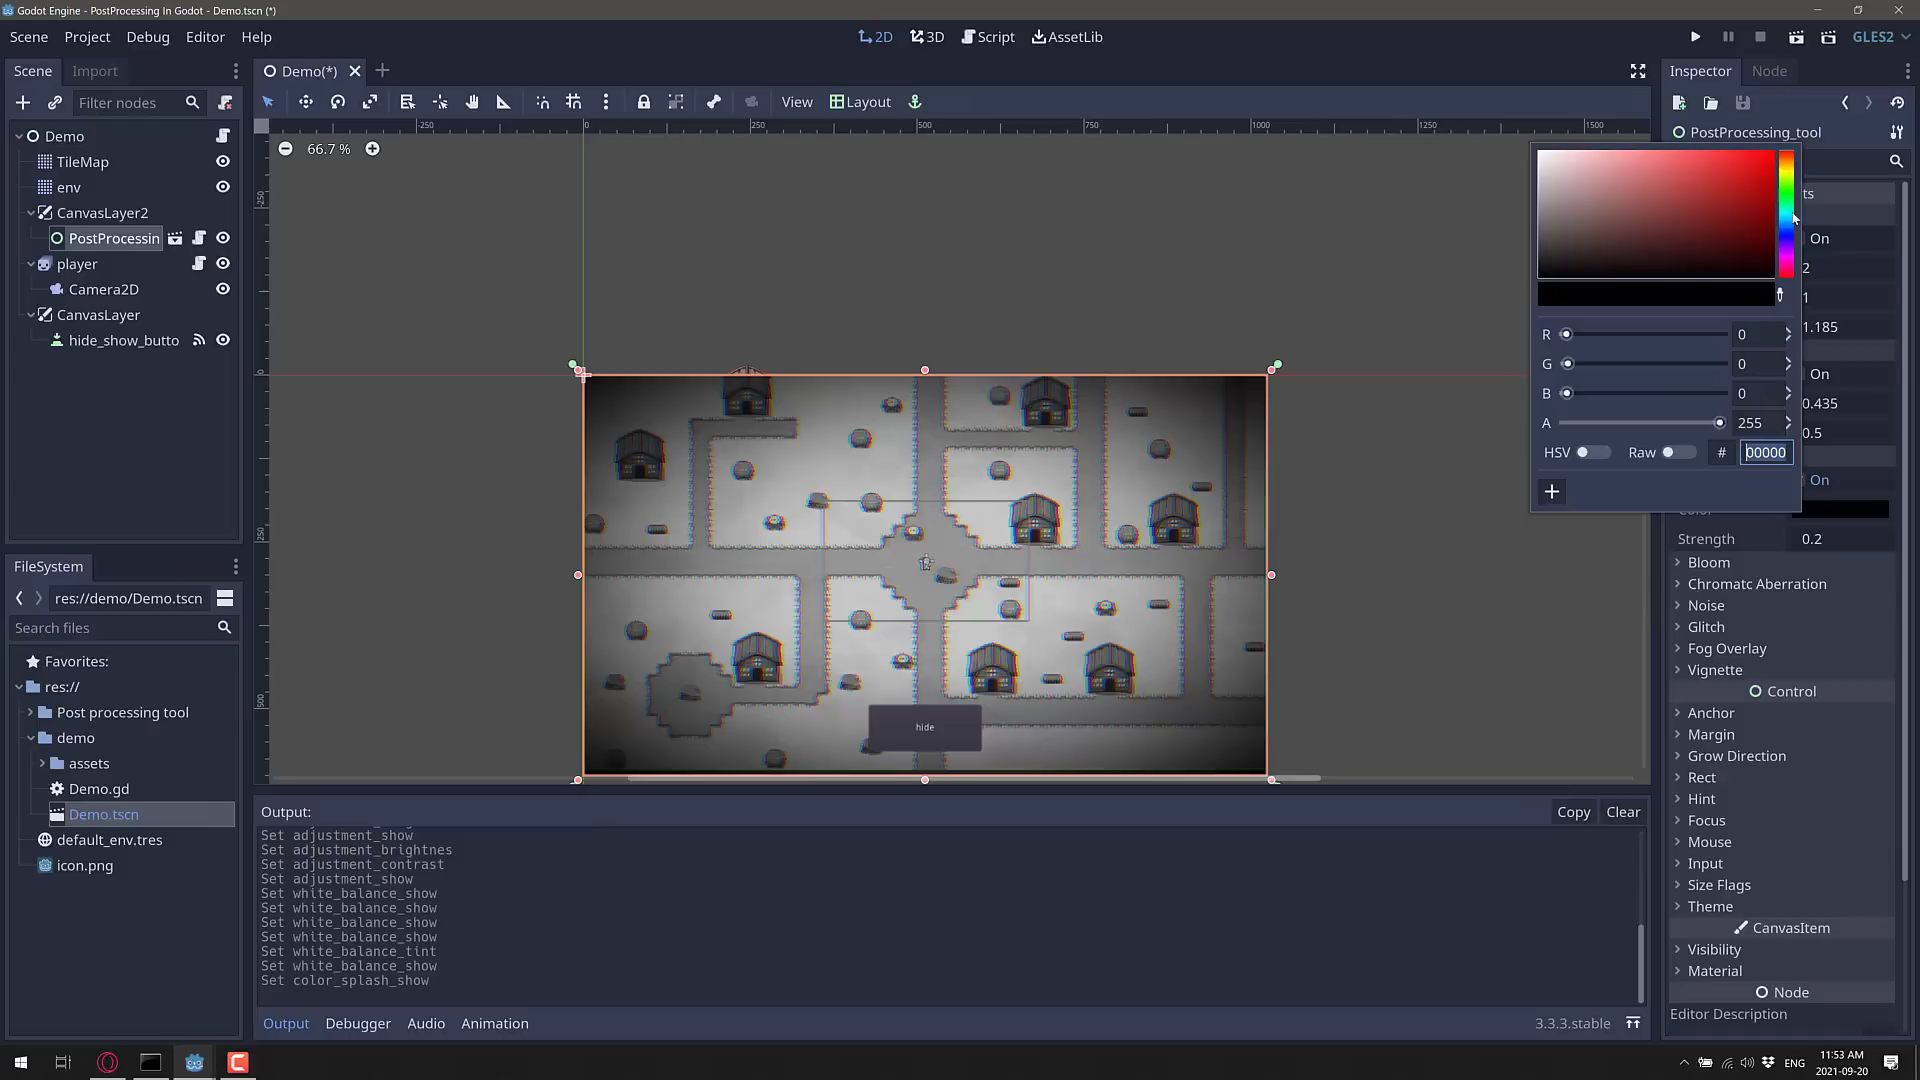 Godot Engine - PostProcessing In Godot - Demo.tscn (*)
Scene Project Debug Editor Help
2D 3D Script AssetLib
GLES2
Scene Import
Demo(*)
Inspector Node
Filter nodes
View Layout
Demo
PostProcessing_tool
TileMap
66.7 %
env
CanvasLayer2
PostProcessin
player
Camera2D
CanvasLayer
hide_show_butto
-250 0 250 500 750 1000 1250 1500
-250
0
250
500
hide
ts
On
2
1
1.185
On
0.435
0.5
On
R 0
G 0
B 0
A 255
HSV Raw # 00000
Color
Strength 0.2
Bloom
Chromatc Aberration
Noise
Glitch
Fog Overlay
Vignette
Control
Anchor
Margin
Grow Direction
Rect
Hint
Focus
Mouse
Input
Size Flags
Theme
CanvasItem
Visibility
Material
Node
Editor Description
FileSystem
res://demo/Demo.tscn
Search files
Favorites:
res://
Post processing tool
demo
assets
Demo.gd
Demo.tscn
default_env.tres
icon.png
Output:
Copy Clear
Set adjustment_show
Set adjustment_brightnes
Set adjustment_contrast
Set adjustment_show
Set white_balance_show
Set white_balance_show
Set white_balance_show
Set white_balance_show
Set white_balance_tint
Set white_balance_show
Set color_splash_show
Output Debugger Audio Animation
3.3.3.stable
ENG
11:53 AM
2021-09-20